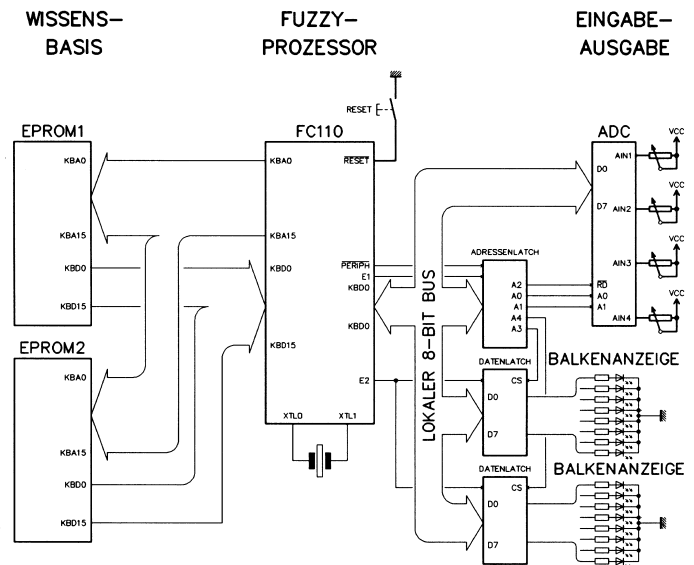 WISSENS-
BASIS
FUZZY-
PROZESSOR
EINGABE-
AUSGABE
RESET
EPROM1
KBA0
KBA15
KBD0
KBD15
EPROM2
KBA0
KBA15
KBD0
KBD15
FC110
KBA0
RESET
KBA15
KBD0
PERIPH
E1
KBD0
KBD0
KBD15
E2
XTL0
XTL1
LOKALER 8-BIT BUS
ADC
D0
D7
AIN1
AIN2
AIN3
AIN4
RD
A0
A1
VCC
VCC
VCC
VCC
ADRESSENLATCH
A2
A0
A1
A4
A3
DATENLATCH
CS
D0
D7
BALKENANZEIGE
DATENLATCH
CS
D0
D7
BALKENANZEIGE